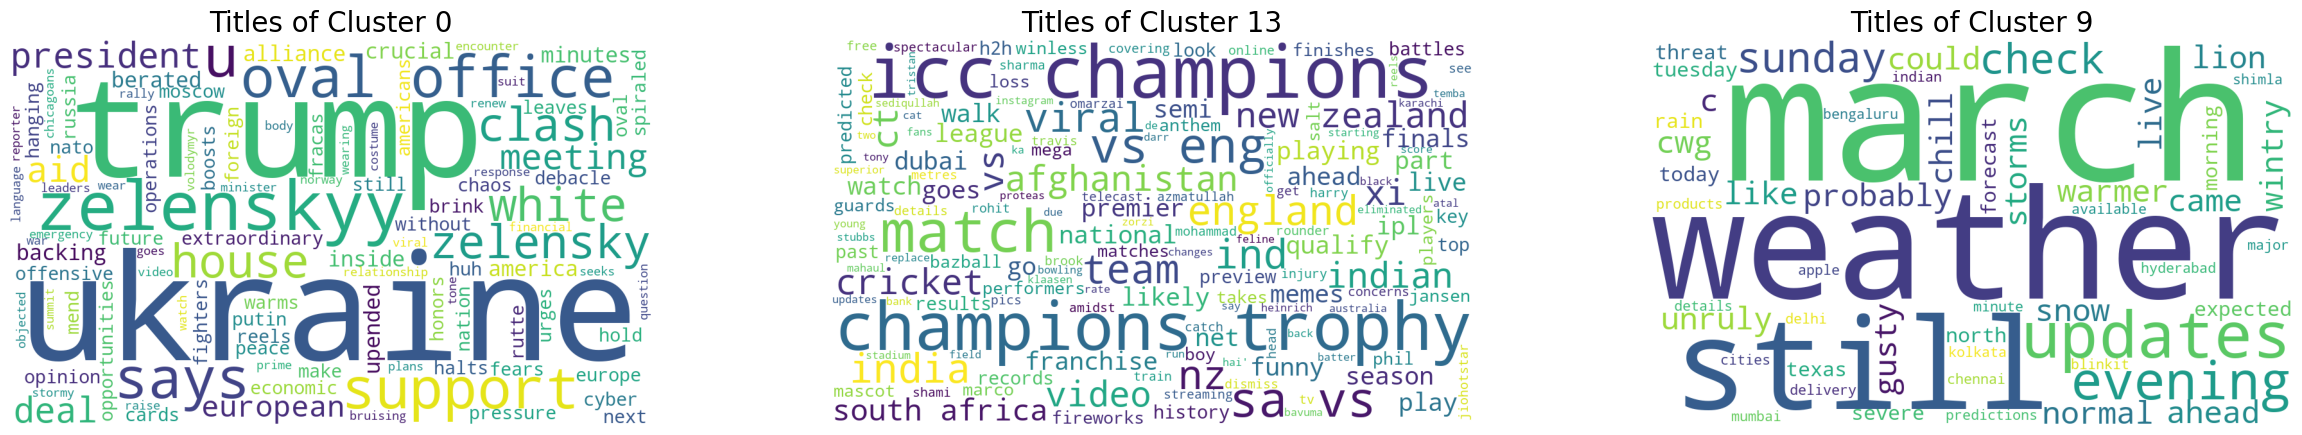 Titles of Cluster 0
president u alliance crucial encounter minutes
berated oval office suit
hanging rally moscow trump americans renew leaves oval spiraled
language reporter chicagoans russia operations boosts foreign body fracas wearing costume clash
nato aid volodymyr norway still meeting
leaders wear minister chaos response debacle
zelenskyy brink white
war emergency future goes extraordinary without viral financial zelensky
backing house inside relationship huh america seeks
offensive video
objected summit mend opportunities watch fighters warms putin reels peace ukraine upended tone honors nation rutte urges hold question
opinion prime make plans halts fears europe
stormy says economic support cyber
deal raise cards european bruising pressure next
Titles of Cluster 13
free spectacular h2h winless covering look online finishes battles
predicted check tristan icc champions reels see
sharma loss
sediqullah instagram omarzai semi new zealand karachi temba
ct walk viral de anthem salt
cat fans league travis vs eng officially starting finals
two tony dubai vs ka darr mega playing score part
superior metres afghanistan ahead black
watch goes proteas telecast azmatullah get harry xi live
guards details rohit premier england eliminated atal key
young match national due zorzi mohammad rounder ind feline qualify ipl players top
stubbs past replace bazball go brook matches changes
mahaul cricket klaasen bowling team preview injury indian
performers rate likely takes memes concerns jansen
updates bank results pics amidst say heinrich australia
champions trophy
catch net head back
stadium field franchise run boy batter phil
india train hai' funny
mascot shami records marco video nz dismiss season jiohotstar
streaming tv
south africa fireworks history bavuma sa vs play
Titles of Cluster 9
threat sunday could check lion
tuesday indian shimla
c march live
rain bengaluru chill forecast storms morning wintry
cwg
today like probably warmer
products available came
weather major
apple hyderabad
details minute snow expected
unruly delhi gusty north updates
still
cities kolkata blinkit
texas evening
delivery chennai
mumbai severe predictions normal ahead